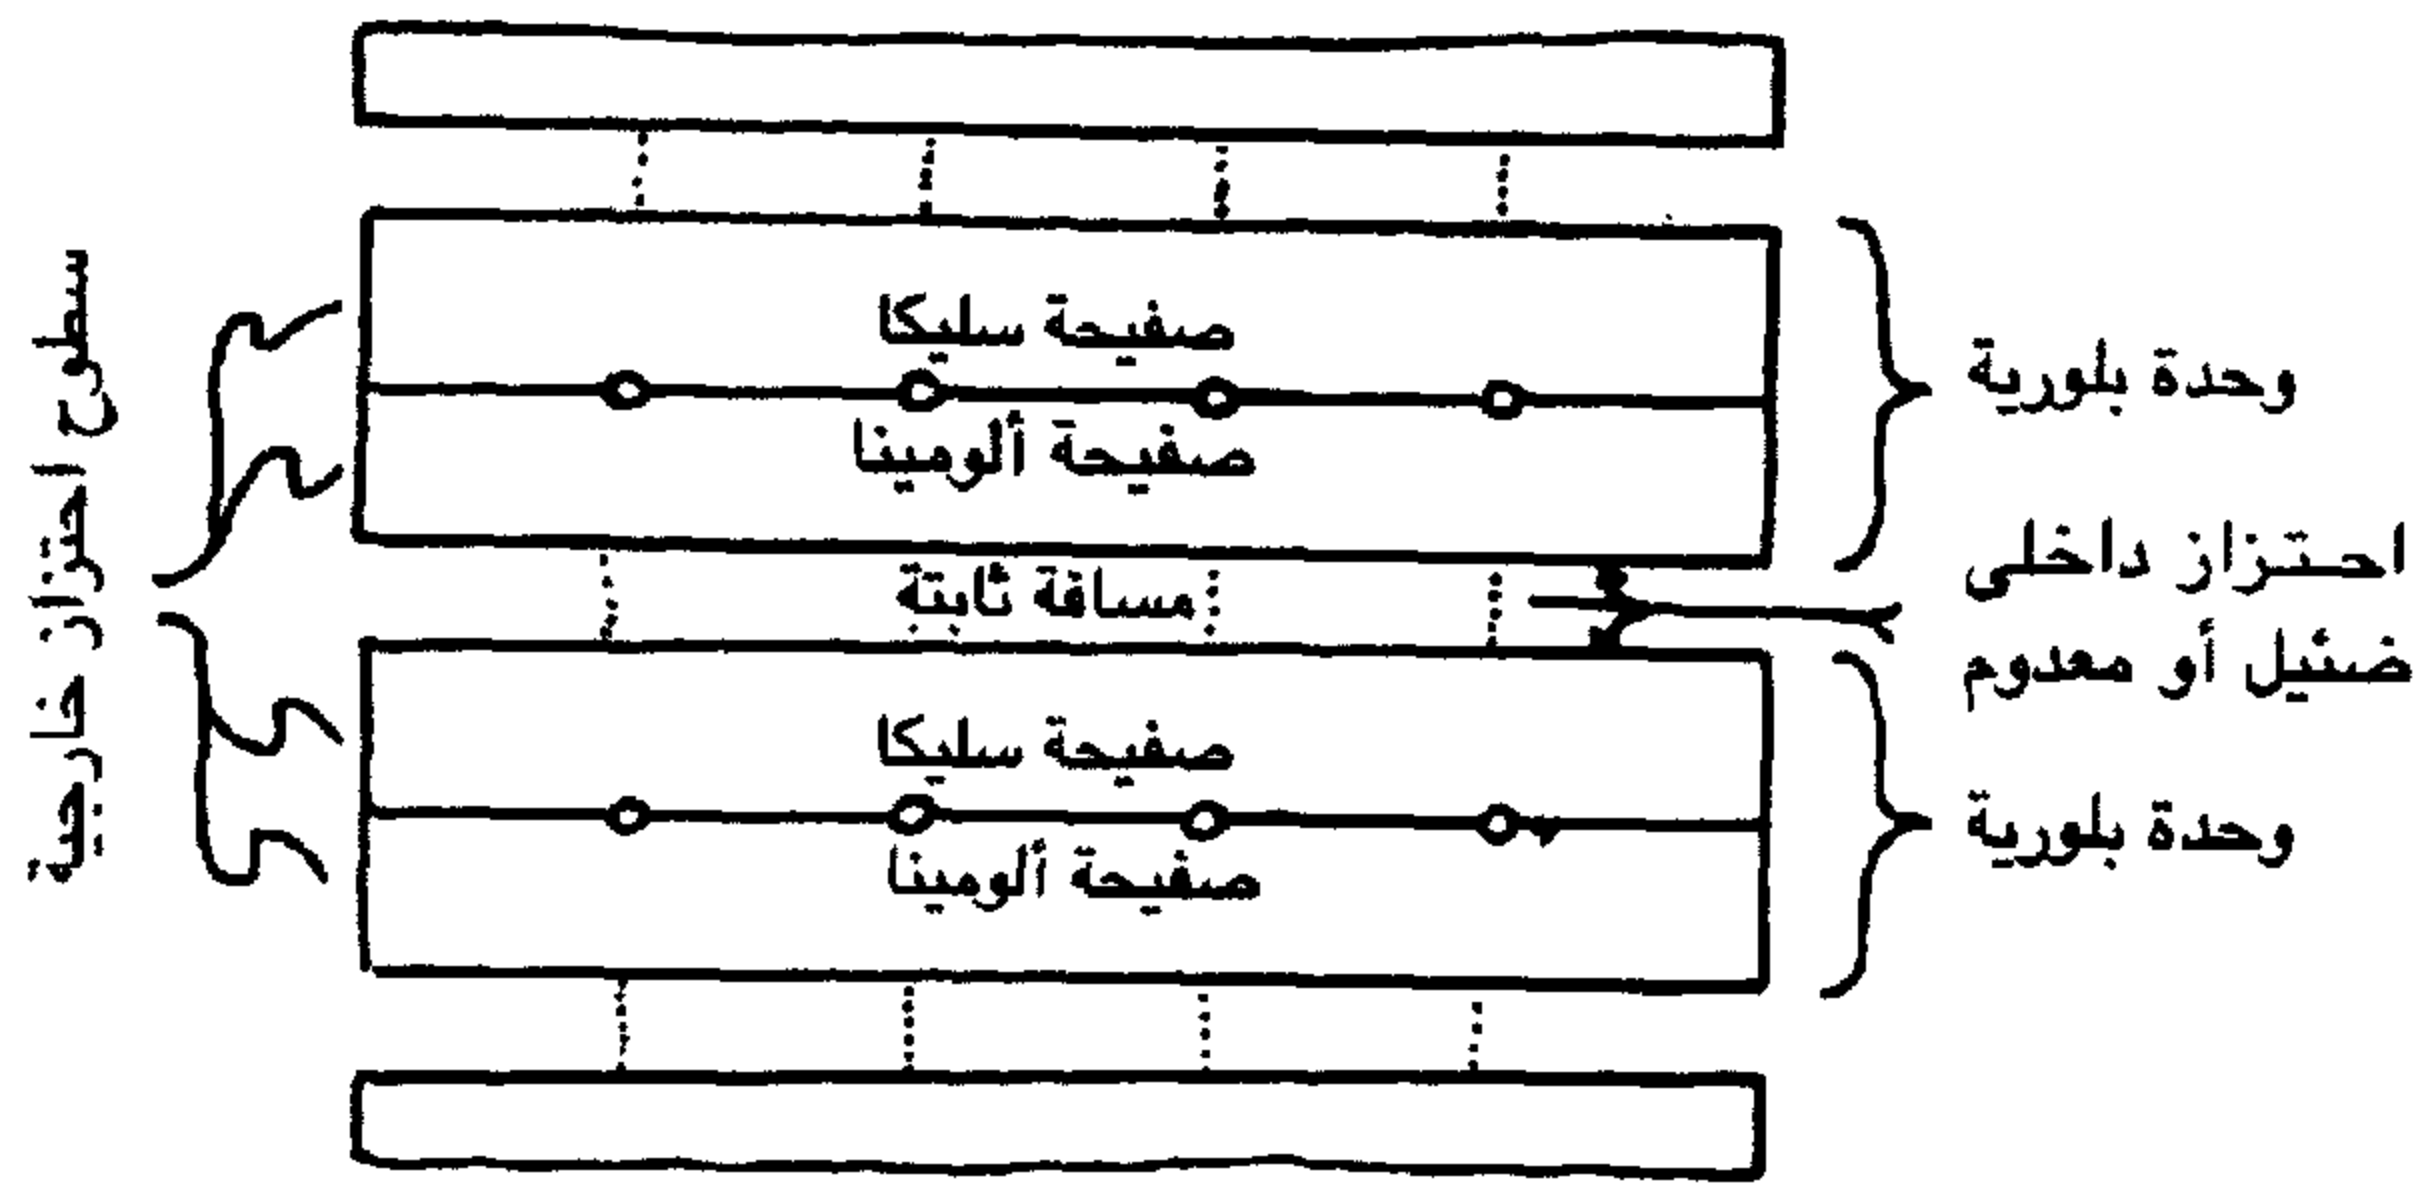 صفيحة سليكا
صفيحة ألومينا
وحدة بلورية
مسافة ثابتة
احتزاز داخلى
ضئيل أو معدوم
صفيحة سليكا
صفيحة ألومينا
وحدة بلورية
سطوح احتزاز خارجية